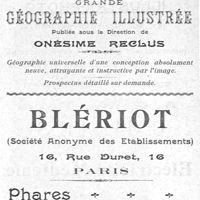 GRANDE
GÉOGRAPHIE ILLUSTRÉE
Publiée sous la Direction de
ONÉSIME RECLUS
Géographie universelle d'une conception absolument
neuve, attrayante et instructive par l'image.
Prospectus détaillé sur demande.
BLÉRIOT
(Société Anonyme des Etablissements)
16, Rue Duret, 16
PARIS
Phares